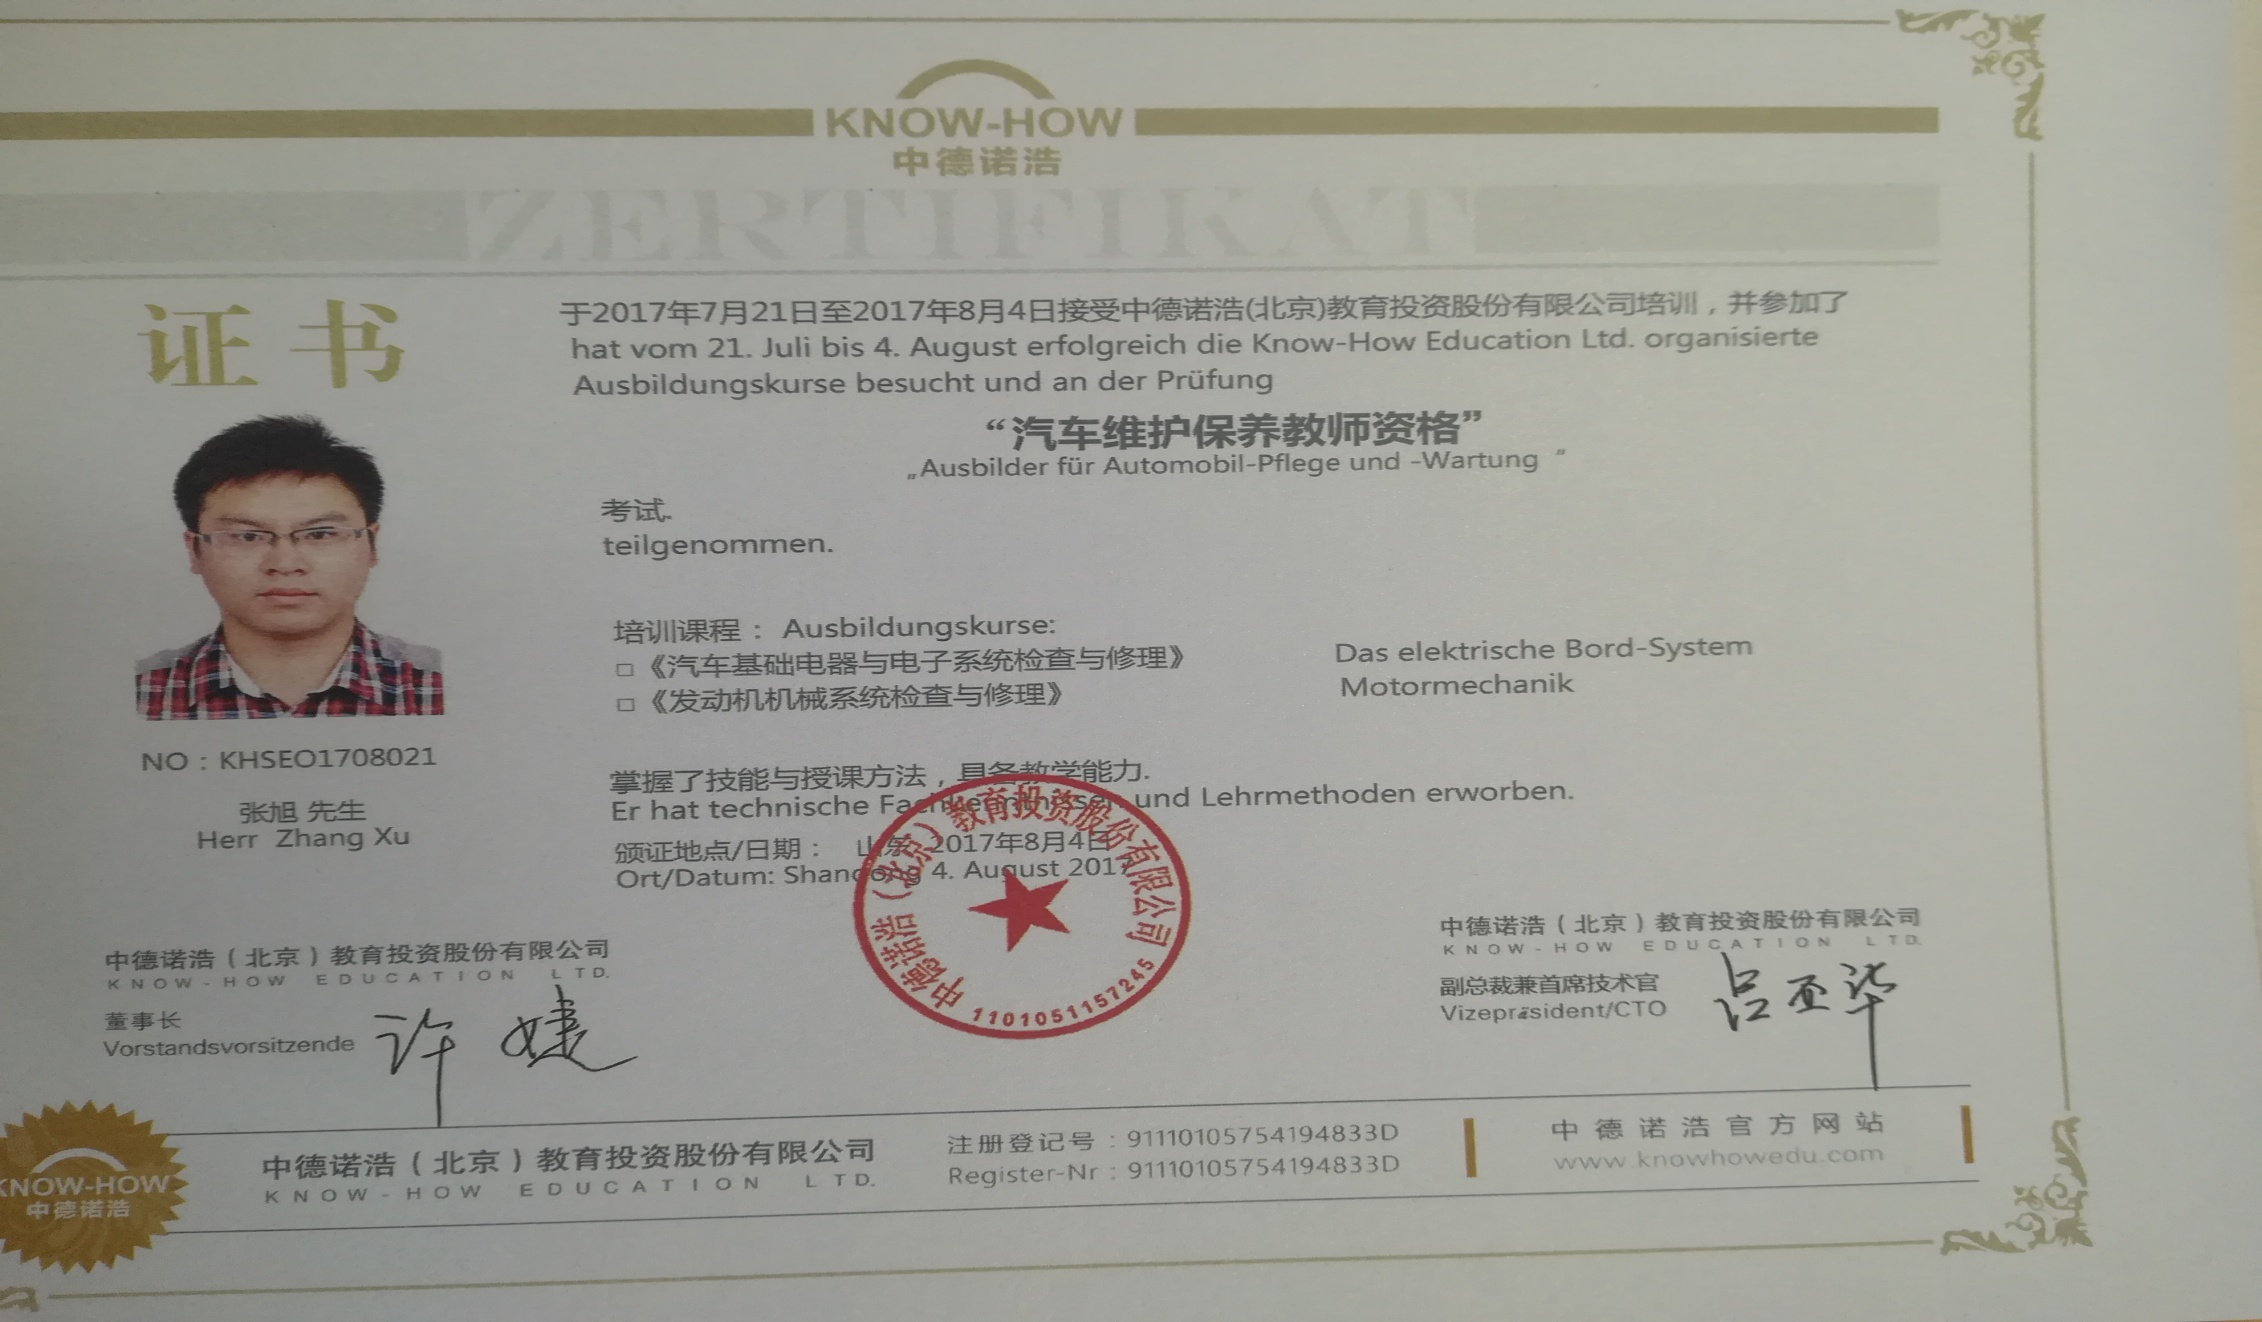 KNOW-HOW
中德诺浩
ZERTIFIKAT
证书
于2017年7月21日至2017年8月4日接受中德诺浩(北京)教育投资股份有限公司培训，并参加了
hat vom 21. Juli bis 4. August erfolgreich die Know-How Education Ltd. organisierte
Ausbildungskurse besucht und an der Prüfung
“汽车维护保养教师资格”
„Ausbilder für Automobil-Pflege und -Wartung “
考试.
teilgenommen.
培训课程： Ausbildungskurse:
□《汽车基础电器与电子系统检查与修理》 Das elektrische Bord-System
□《发动机机械系统检查与修理》 Motormechanik
NO：KHSEO1708021
张旭 先生
Herr Zhang Xu
掌握了技能与授课方法，具备教学能力.
Er hat technische Fachkenntnissen und Lehrmethoden erworben.
颁证地点/日期： 山东 2017年8月4日
Ort/Datum: Shandong 4. August 2017
中德诺浩（北京）教育投资股份有限公司
1101051157245
中德诺浩（北京）教育投资股份有限公司
KNOW-HOW EDUCATION LTD.
董事长
Vorstandsvorsitzende
许婕
中德诺浩（北京）教育投资股份有限公司
KNOW-HOW EDUCATION LTD.
副总裁兼首席技术官
Vizepräsident/CTO
吕丕华
KNOW-HOW
中德诺浩
中德诺浩（北京）教育投资股份有限公司
KNOW-HOW EDUCATION LTD.
注册登记号：91110105754194833D
Register-Nr：91110105754194833D
中德诺浩官方网站
www.knowhowedu.com